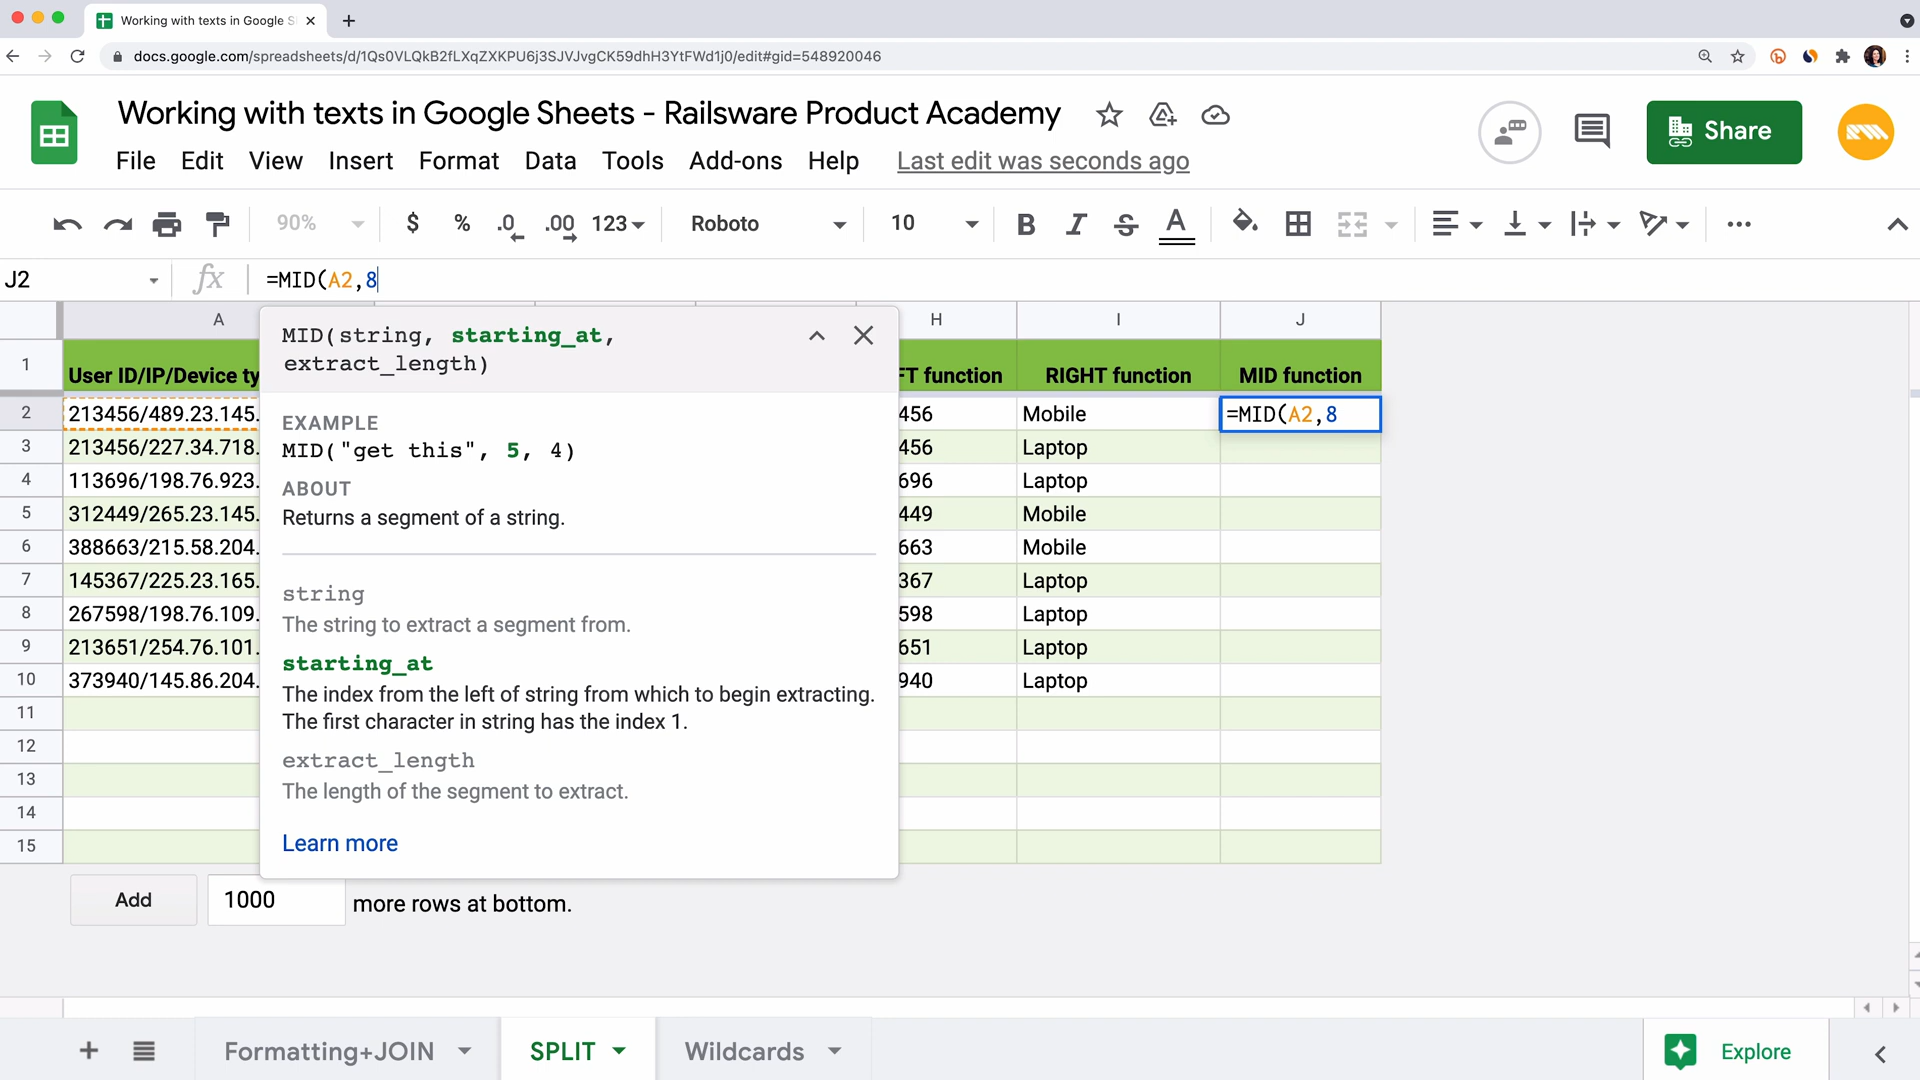 Working with texts in Google S
docs.google.com/spreadsheets/d/1Qs0VLQkB2fLXqZXKPU6j3SJVJvgCK59dhH3YtFWd1j0/edit#gid=548920046
Working with texts in Google Sheets - Railsware Product Academy
Share
File Edit View Insert Format Data Tools Add-ons Help Last edit was seconds ago
90% $ % .0 .00 123 Roboto 10 B I S A
J2 fx =MID(A2,8
A H I J
MID(string, starting_at,
extract_length)
1 User ID/IP/Device ty FT function RIGHT function MID function
2 213456/489.23.145. 456 Mobile =MID(A2,8
3 213456/227.34.718. 456 Laptop
4 113696/198.76.923. 696 Laptop
5 312449/265.23.145. 449 Mobile
6 388663/215.58.204. 663 Mobile
7 145367/225.23.165. 367 Laptop
8 267598/198.76.109. 598 Laptop
9 213651/254.76.101. 651 Laptop
10 373940/145.86.204. 940 Laptop
11
12
13
14
15
EXAMPLE
MID("get this", 5, 4)
ABOUT
Returns a segment of a string.
string
The string to extract a segment from.
starting_at
The index from the left of string from which to begin extracting.
The first character in string has the index 1.
extract_length
The length of the segment to extract.
Learn more
Add 1000 more rows at bottom.
Formatting+JOIN SPLIT Wildcards Explore